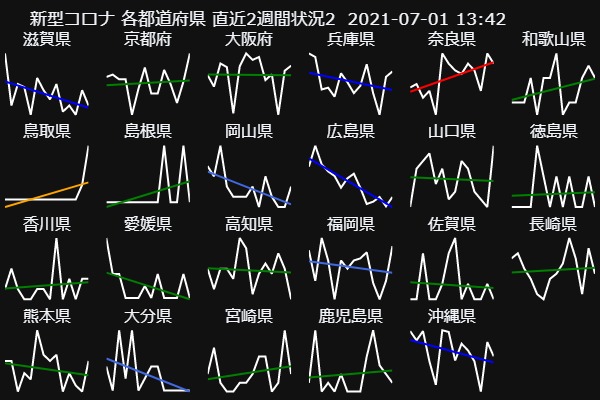 新型コロナ 各都道府県 直近2週間状況2 2021-07-01 13:42
滋賀県 京都府 大阪府 兵庫県 奈良県 和歌山県
鳥取県 島根県 岡山県 広島県 山口県 徳島県
香川県 愛媛県 高知県 福岡県 佐賀県 長崎県
熊本県 大分県 宮崎県 鹿児島県 沖縄県